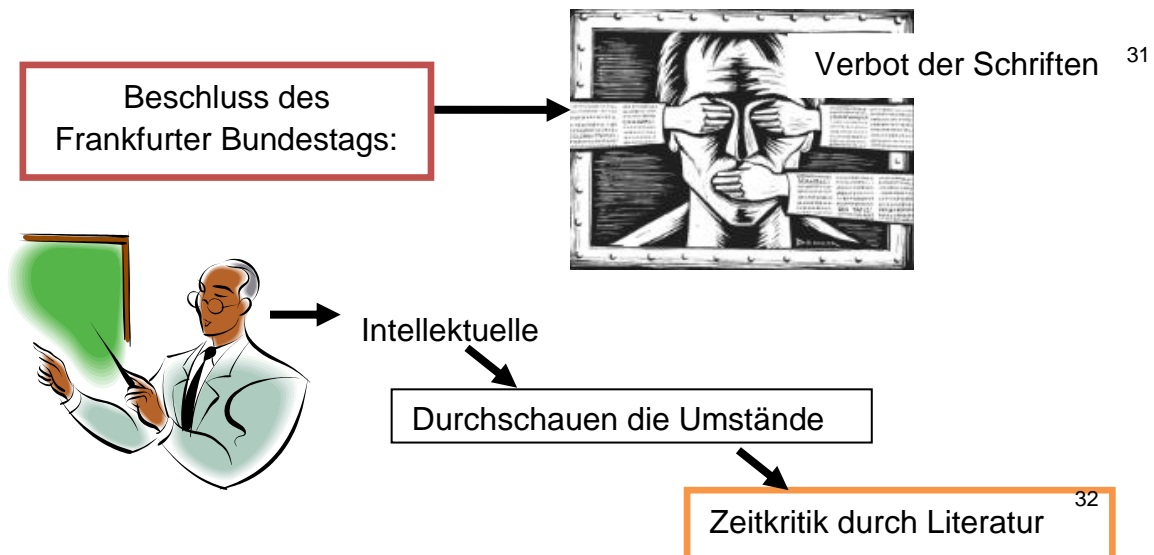 Verbot der Schriften 31
Beschluss des
Frankfurter Bundestags:
Intellektuelle
Durchschauen die Umstände
32
Zeitkritik durch Literatur